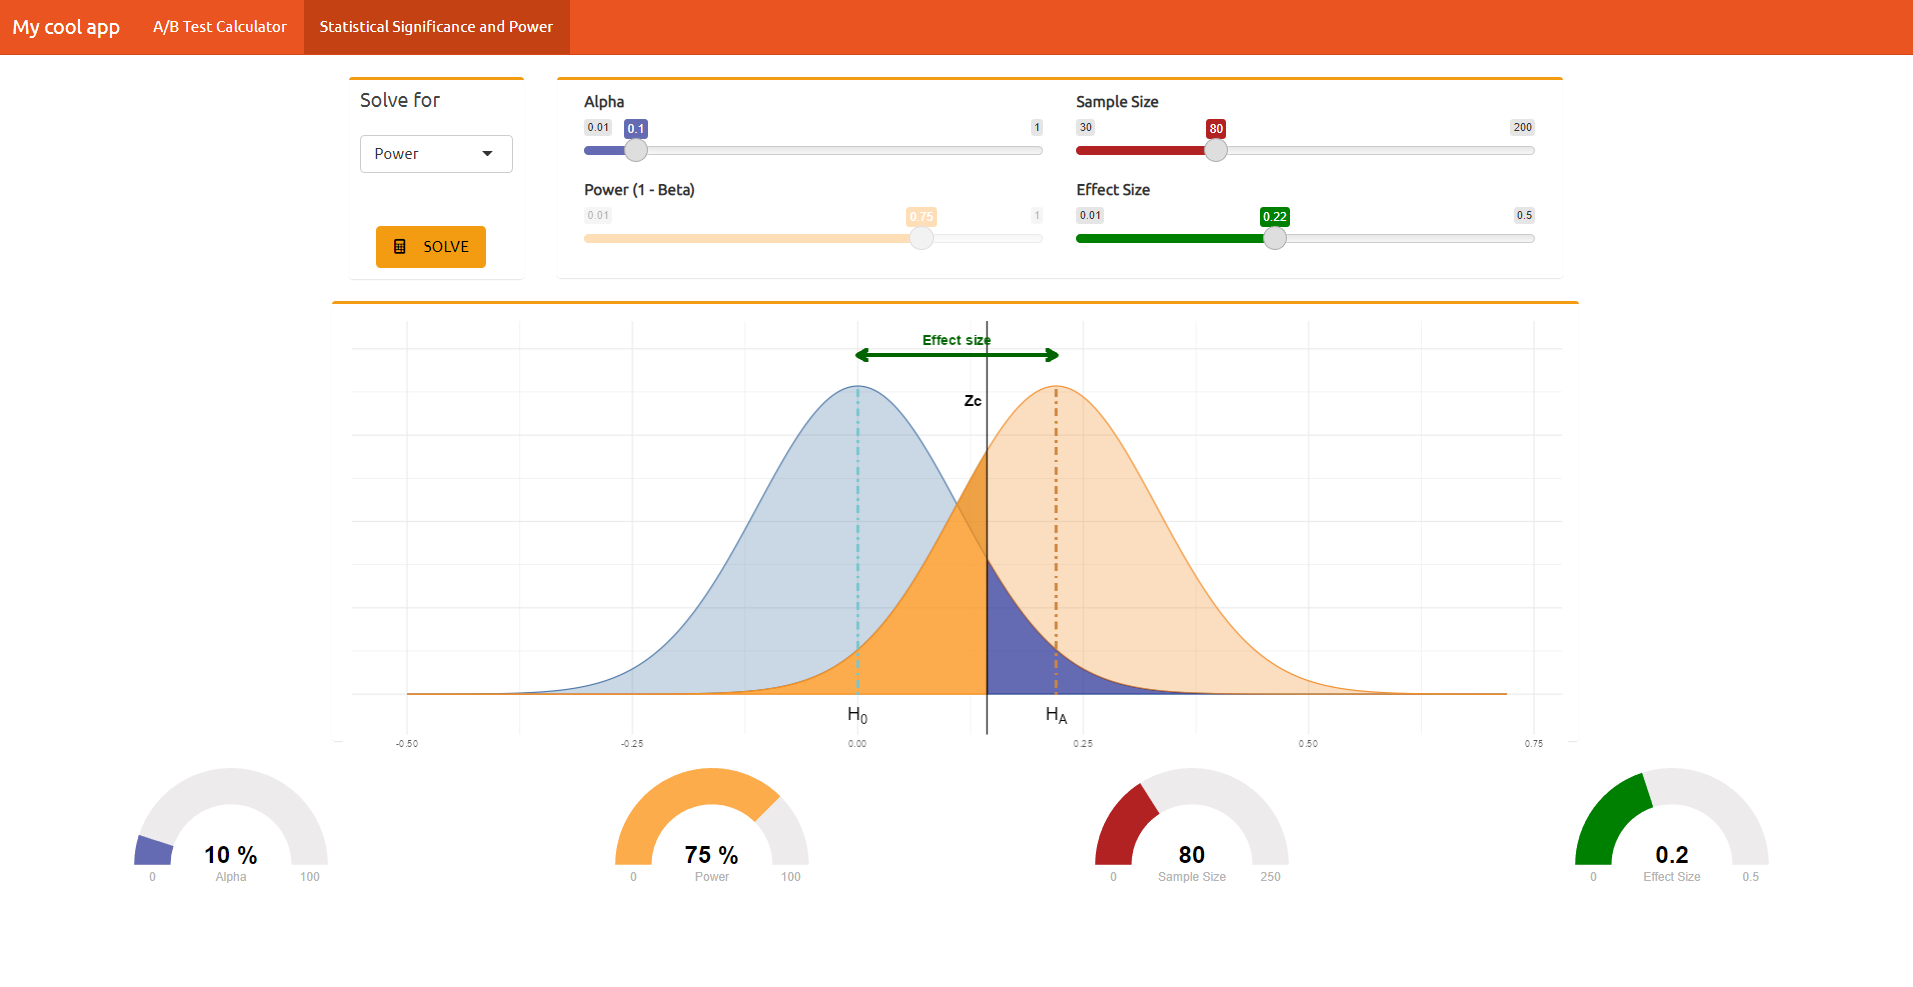 My cool app A/B Test Calculator Statistical Significance and Power
Solve for
Power
SOLVE
Alpha
0.01 0.1 1
Sample Size
30 80 200
Power (1 - Beta)
0.01 0.75 1
Effect Size
0.01 0.22 0.5
Effect size
Zc
H0 HA
-0.50 -0.25 0.00 0.25 0.50 0.75
10 %
0 Alpha 100
75 %
0 Power 100
80
0 Sample Size 250
0.2
0 Effect Size 0.5